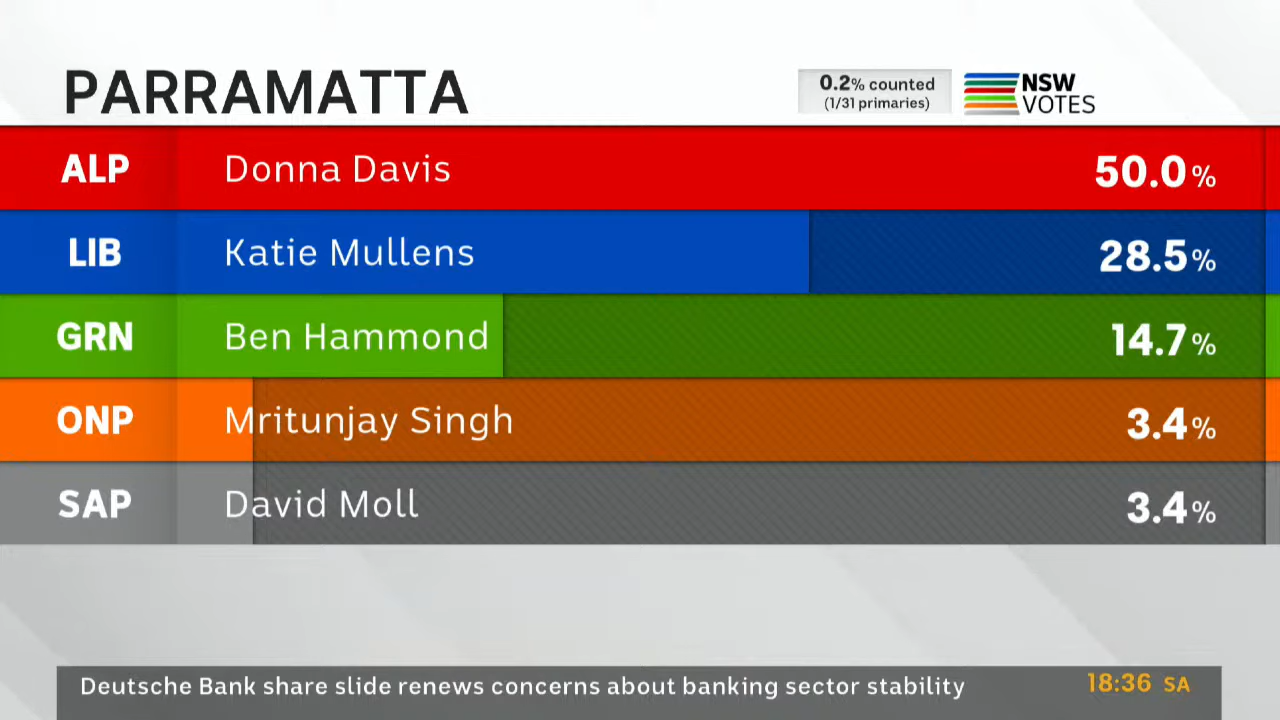 PARRAMATTA
0.2% counted
(1/31 primaries)
NSW
VOTES
ALP Donna Davis 50.0%
LIB Katie Mullens 28.5%
GRN Ben Hammond 14.7%
ONP Mritunjay Singh 3.4%
SAP David Moll 3.4%
Deutsche Bank share slide renews concerns about banking sector stability 18:36 SA